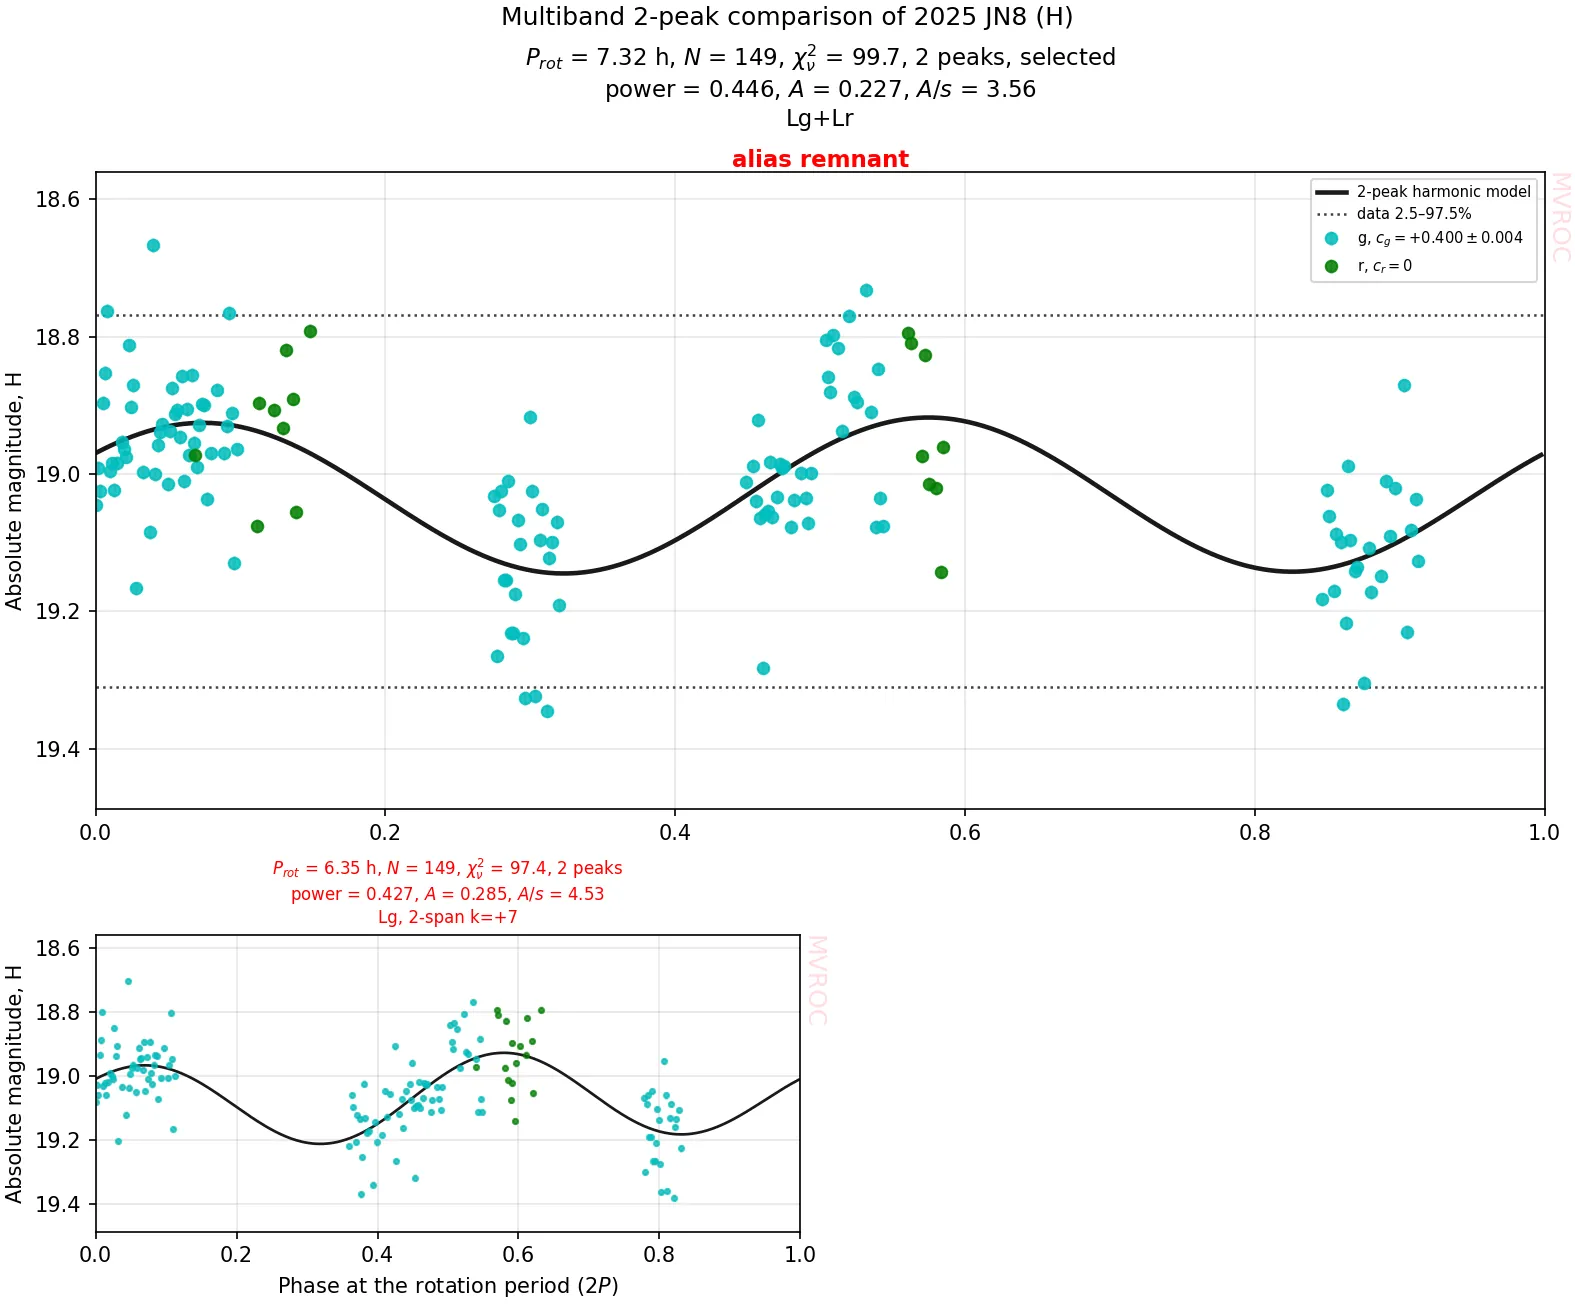 Multiband 2-peak comparison of 2025 JN8 (H)
P_rot = 7.32 h, N = 149, χ²_ν = 99.7, 2 peaks, selected
power = 0.446, A = 0.227, A/s = 3.56
Lg+Lr
alias remnant
2-peak harmonic model
data 2.5–97.5%
g, c_g = +0.400 ± 0.004
r, c_r = 0
MVROC
Absolute magnitude, H
18.6
18.8
19.0
19.2
19.4
0.0 0.2 0.4 0.6 0.8 1.0
P_rot = 6.35 h, N = 149, χ²_ν = 97.4, 2 peaks
power = 0.427, A = 0.285, A/s = 4.53
Lg, 2-span k=+7
MVROC
Absolute magnitude, H
18.6
18.8
19.0
19.2
19.4
0.0 0.2 0.4 0.6 0.8 1.0
Phase at the rotation period (2P)